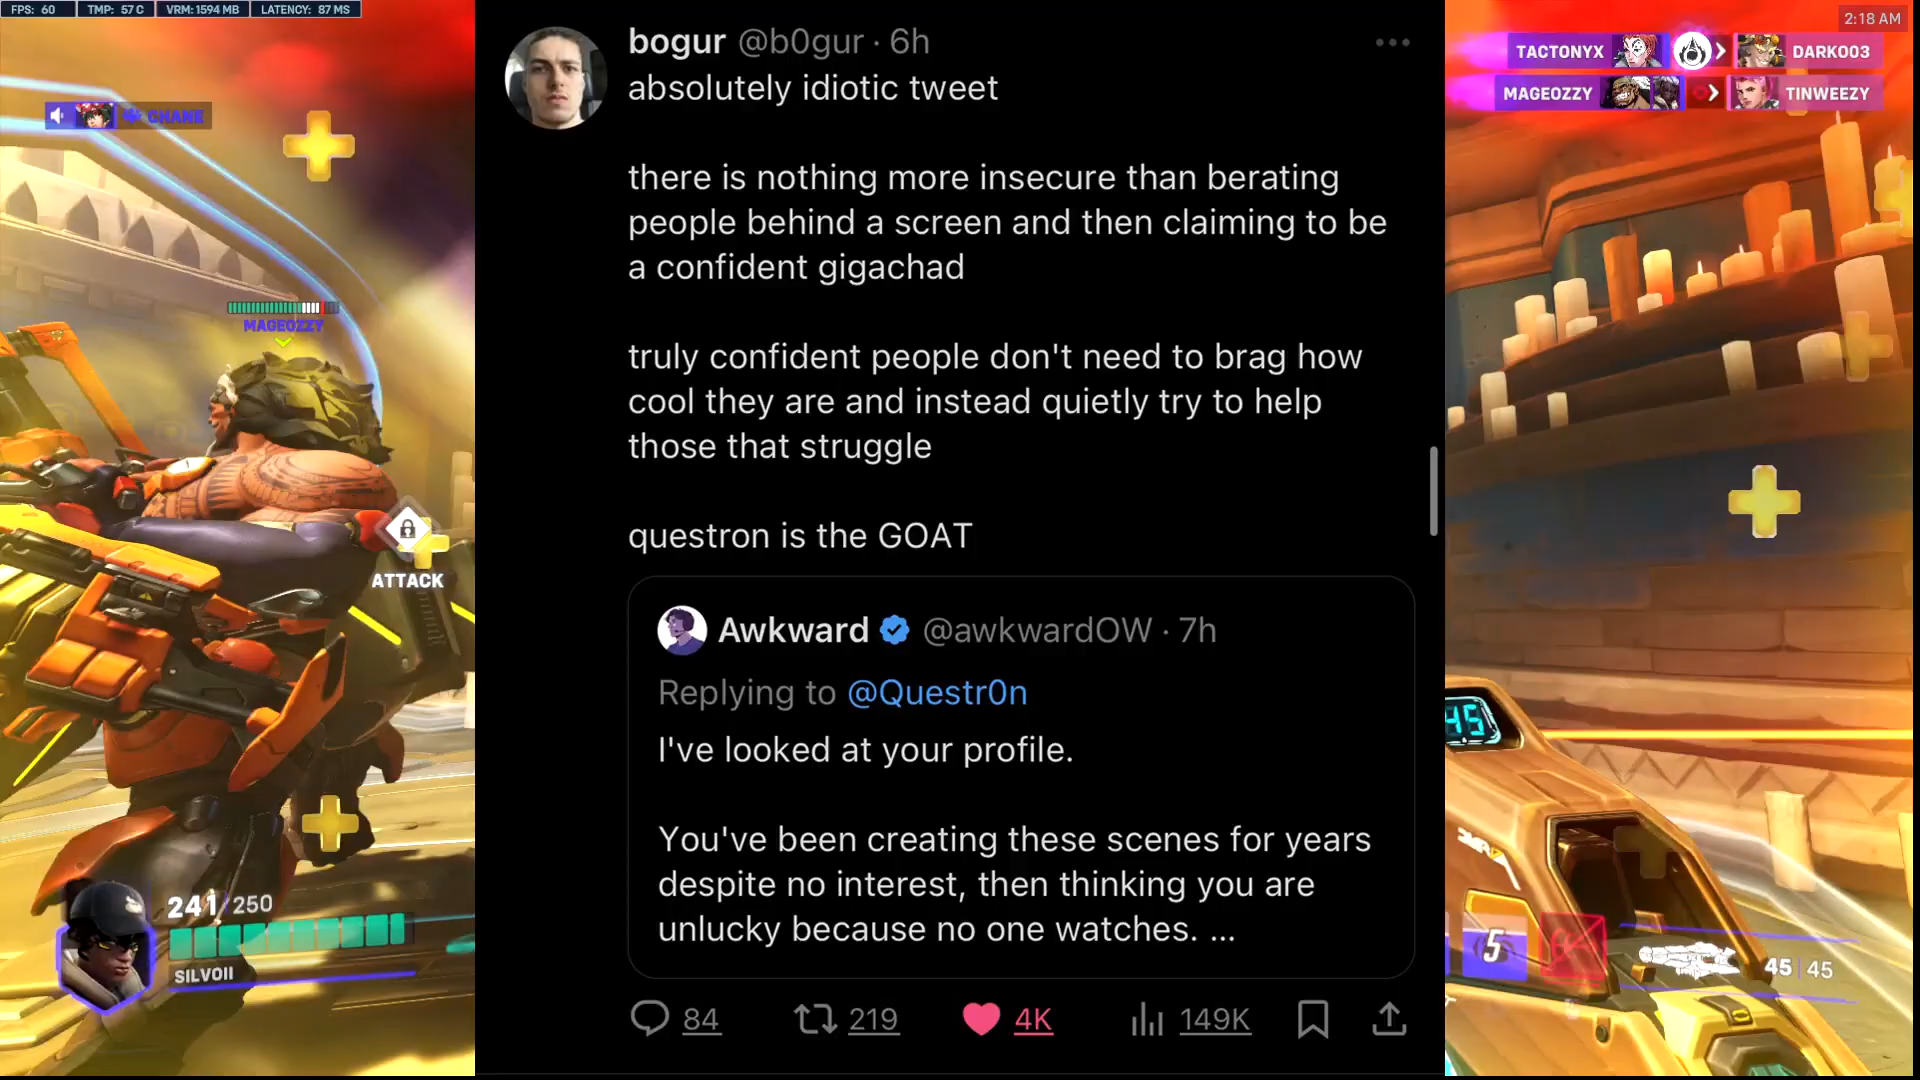 FPS: 60 TMP: 57 C VRM: 1594 MB LATENCY: 87 MS
2:18 AM
TACTONYX DARKO03
MAGEOZZY TINWEEZY
CHANE
MAGEOZZY
ATTACK
241/250
SILVOII
bogur @b0gur · 6h
absolutely idiotic tweet
there is nothing more insecure than berating
people behind a screen and then claiming to be
a confident gigachad
truly confident people don't need to brag how
cool they are and instead quietly try to help
those that struggle
questron is the GOAT
Awkward @awkwardOW · 7h
Replying to @Questr0n
I've looked at your profile.
You've been creating these scenes for years
despite no interest, then thinking you are
unlucky because no one watches. ...
84 219 4K 149K
45
5
45 | 45